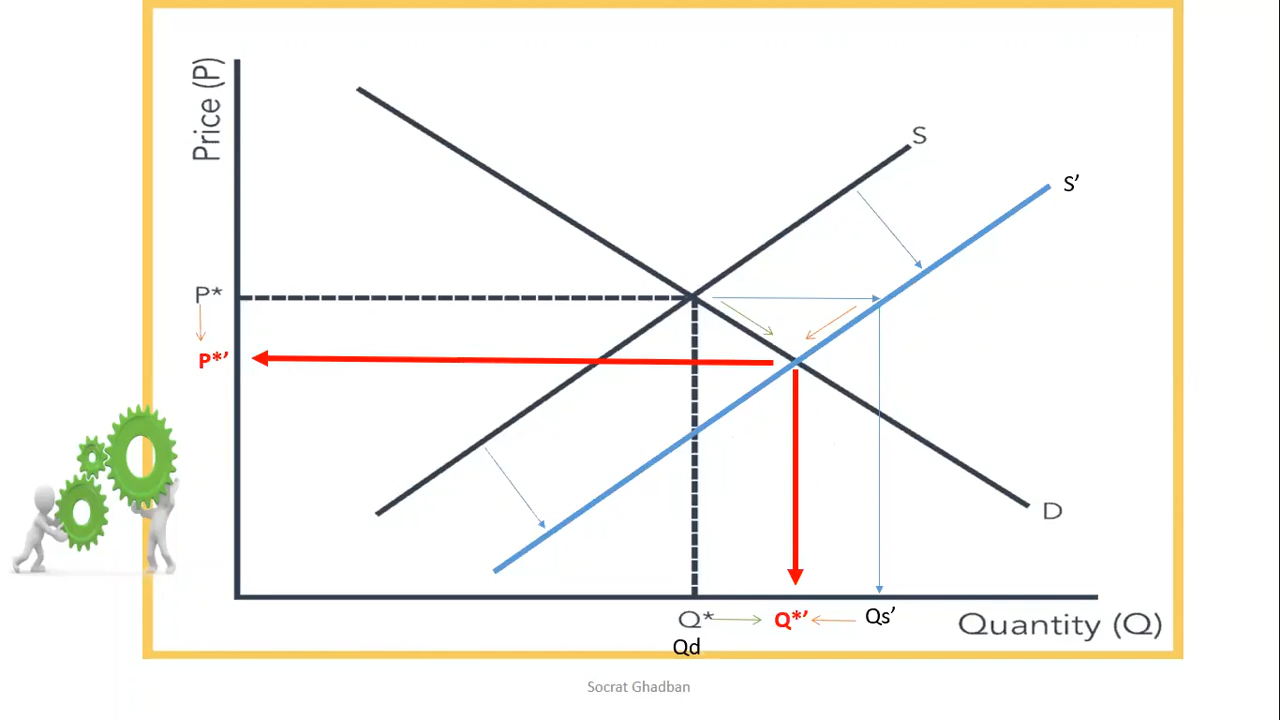 Price (P)
S
S’
P*
P*’
D
Q*
Q*’
Qs’
Quantity (Q)
Qd
Socrat Ghadban